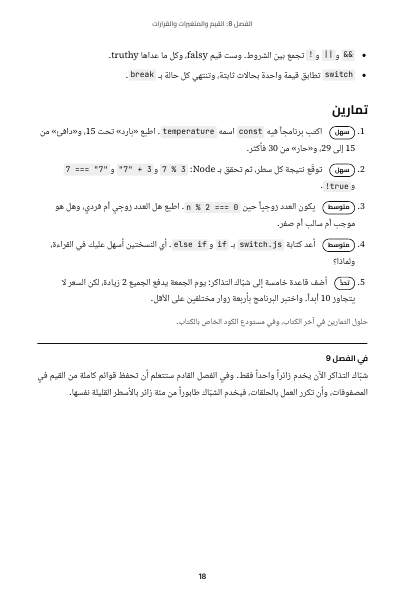 الفصل 8: القيم والمتغيرات والقرارات
• && و || و ! تجمع بين الشروط. وست قيم falsy، وكل ما عداها truthy.
• switch تطابق قيمة واحدة بحالات ثابتة، وتنتهي كل حالة بـ break.
تمارين
1. سهل اكتب برنامجاً فيه const اسمه temperature. اطبع «بارد» تحت 15، و«دافئ» من
15 إلى 29، و«حار» من 30 فأكثر.
2. سهل توقّع نتيجة كل سطر، ثم تحقق بـ Node: 7 % 3 و "7" + 3 و 7 === "7"
و !true.
3. متوسط يكون العدد زوجياً حين n % 2 === 0. اطبع هل العدد زوجي أم فردي، وهل هو
موجب أم سالب أم صفر.
4. متوسط أعد كتابة switch.js بـ if و else if. أي النسختين أسهل عليك في القراءة،
ولماذا؟
5. تحدٍّ أضف قاعدة خامسة إلى شبّاك التذاكر: يوم الجمعة يدفع الجميع 2 زيادة، لكن السعر لا
يتجاوز 10 أبداً. واختبر البرنامج بأربعة زوار مختلفين على الأقل.
حلول التمارين في آخر الكتاب، وفي مستودع الكود الخاص بالكتاب.
في الفصل 9
شبّاك التذاكر الآن يخدم زائراً واحداً فقط. وفي الفصل القادم ستتعلم أن تحفظ قوائم كاملة من القيم في
المصفوفات، وأن تكرر العمل بالحلقات، فيخدم الشبّاك طابوراً من مئة زائر بالأسطر القليلة نفسها.
18